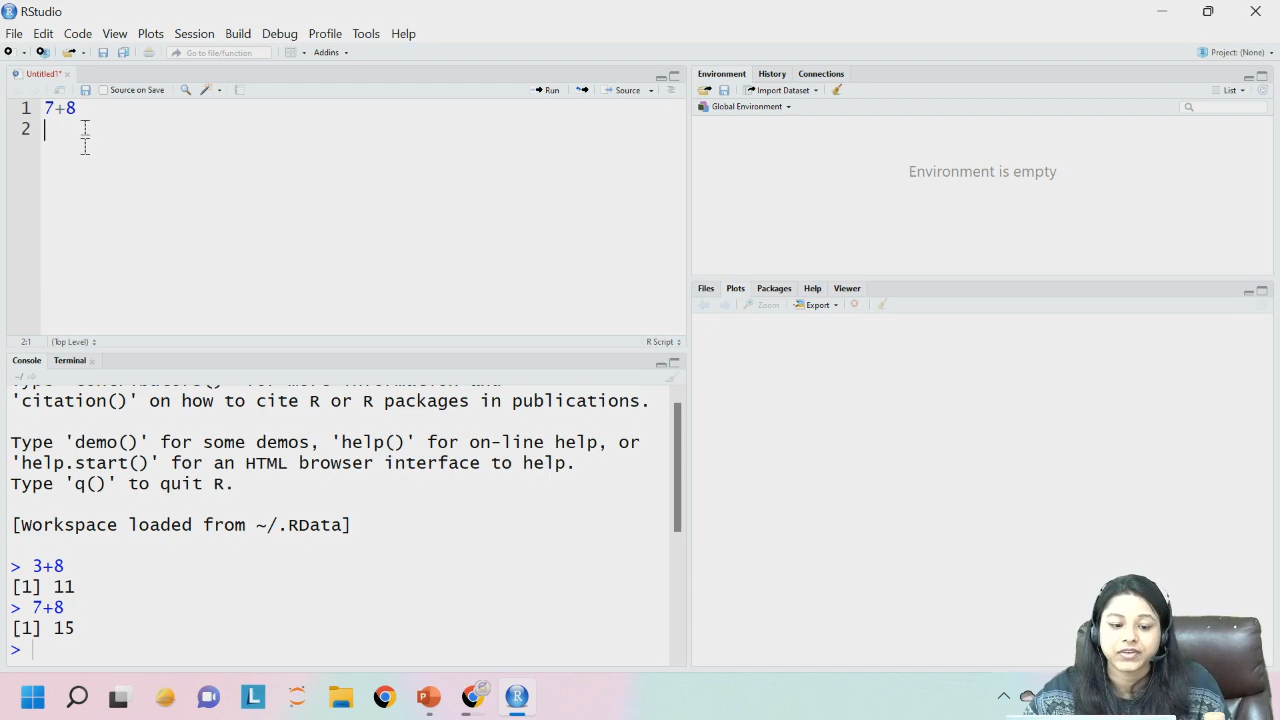 RStudio
File Edit Code View Plots Session Build Debug Profile Tools Help
Go to file/function Addins Project: (None)
Untitled1* Environment History Connections
Source on Save Run Source Import Dataset List
Global Environment
1 7+8
2
Environment is empty
Files Plots Packages Help Viewer
Zoom Export
2:1 (Top Level) R Script
Console Terminal
~/
'citation()' on how to cite R or R packages in publications.
Type 'demo()' for some demos, 'help()' for on-line help, or
'help.start()' for an HTML browser interface to help.
Type 'q()' to quit R.
[Workspace loaded from ~/.RData]
> 3+8
[1] 11
> 7+8
[1] 15
>